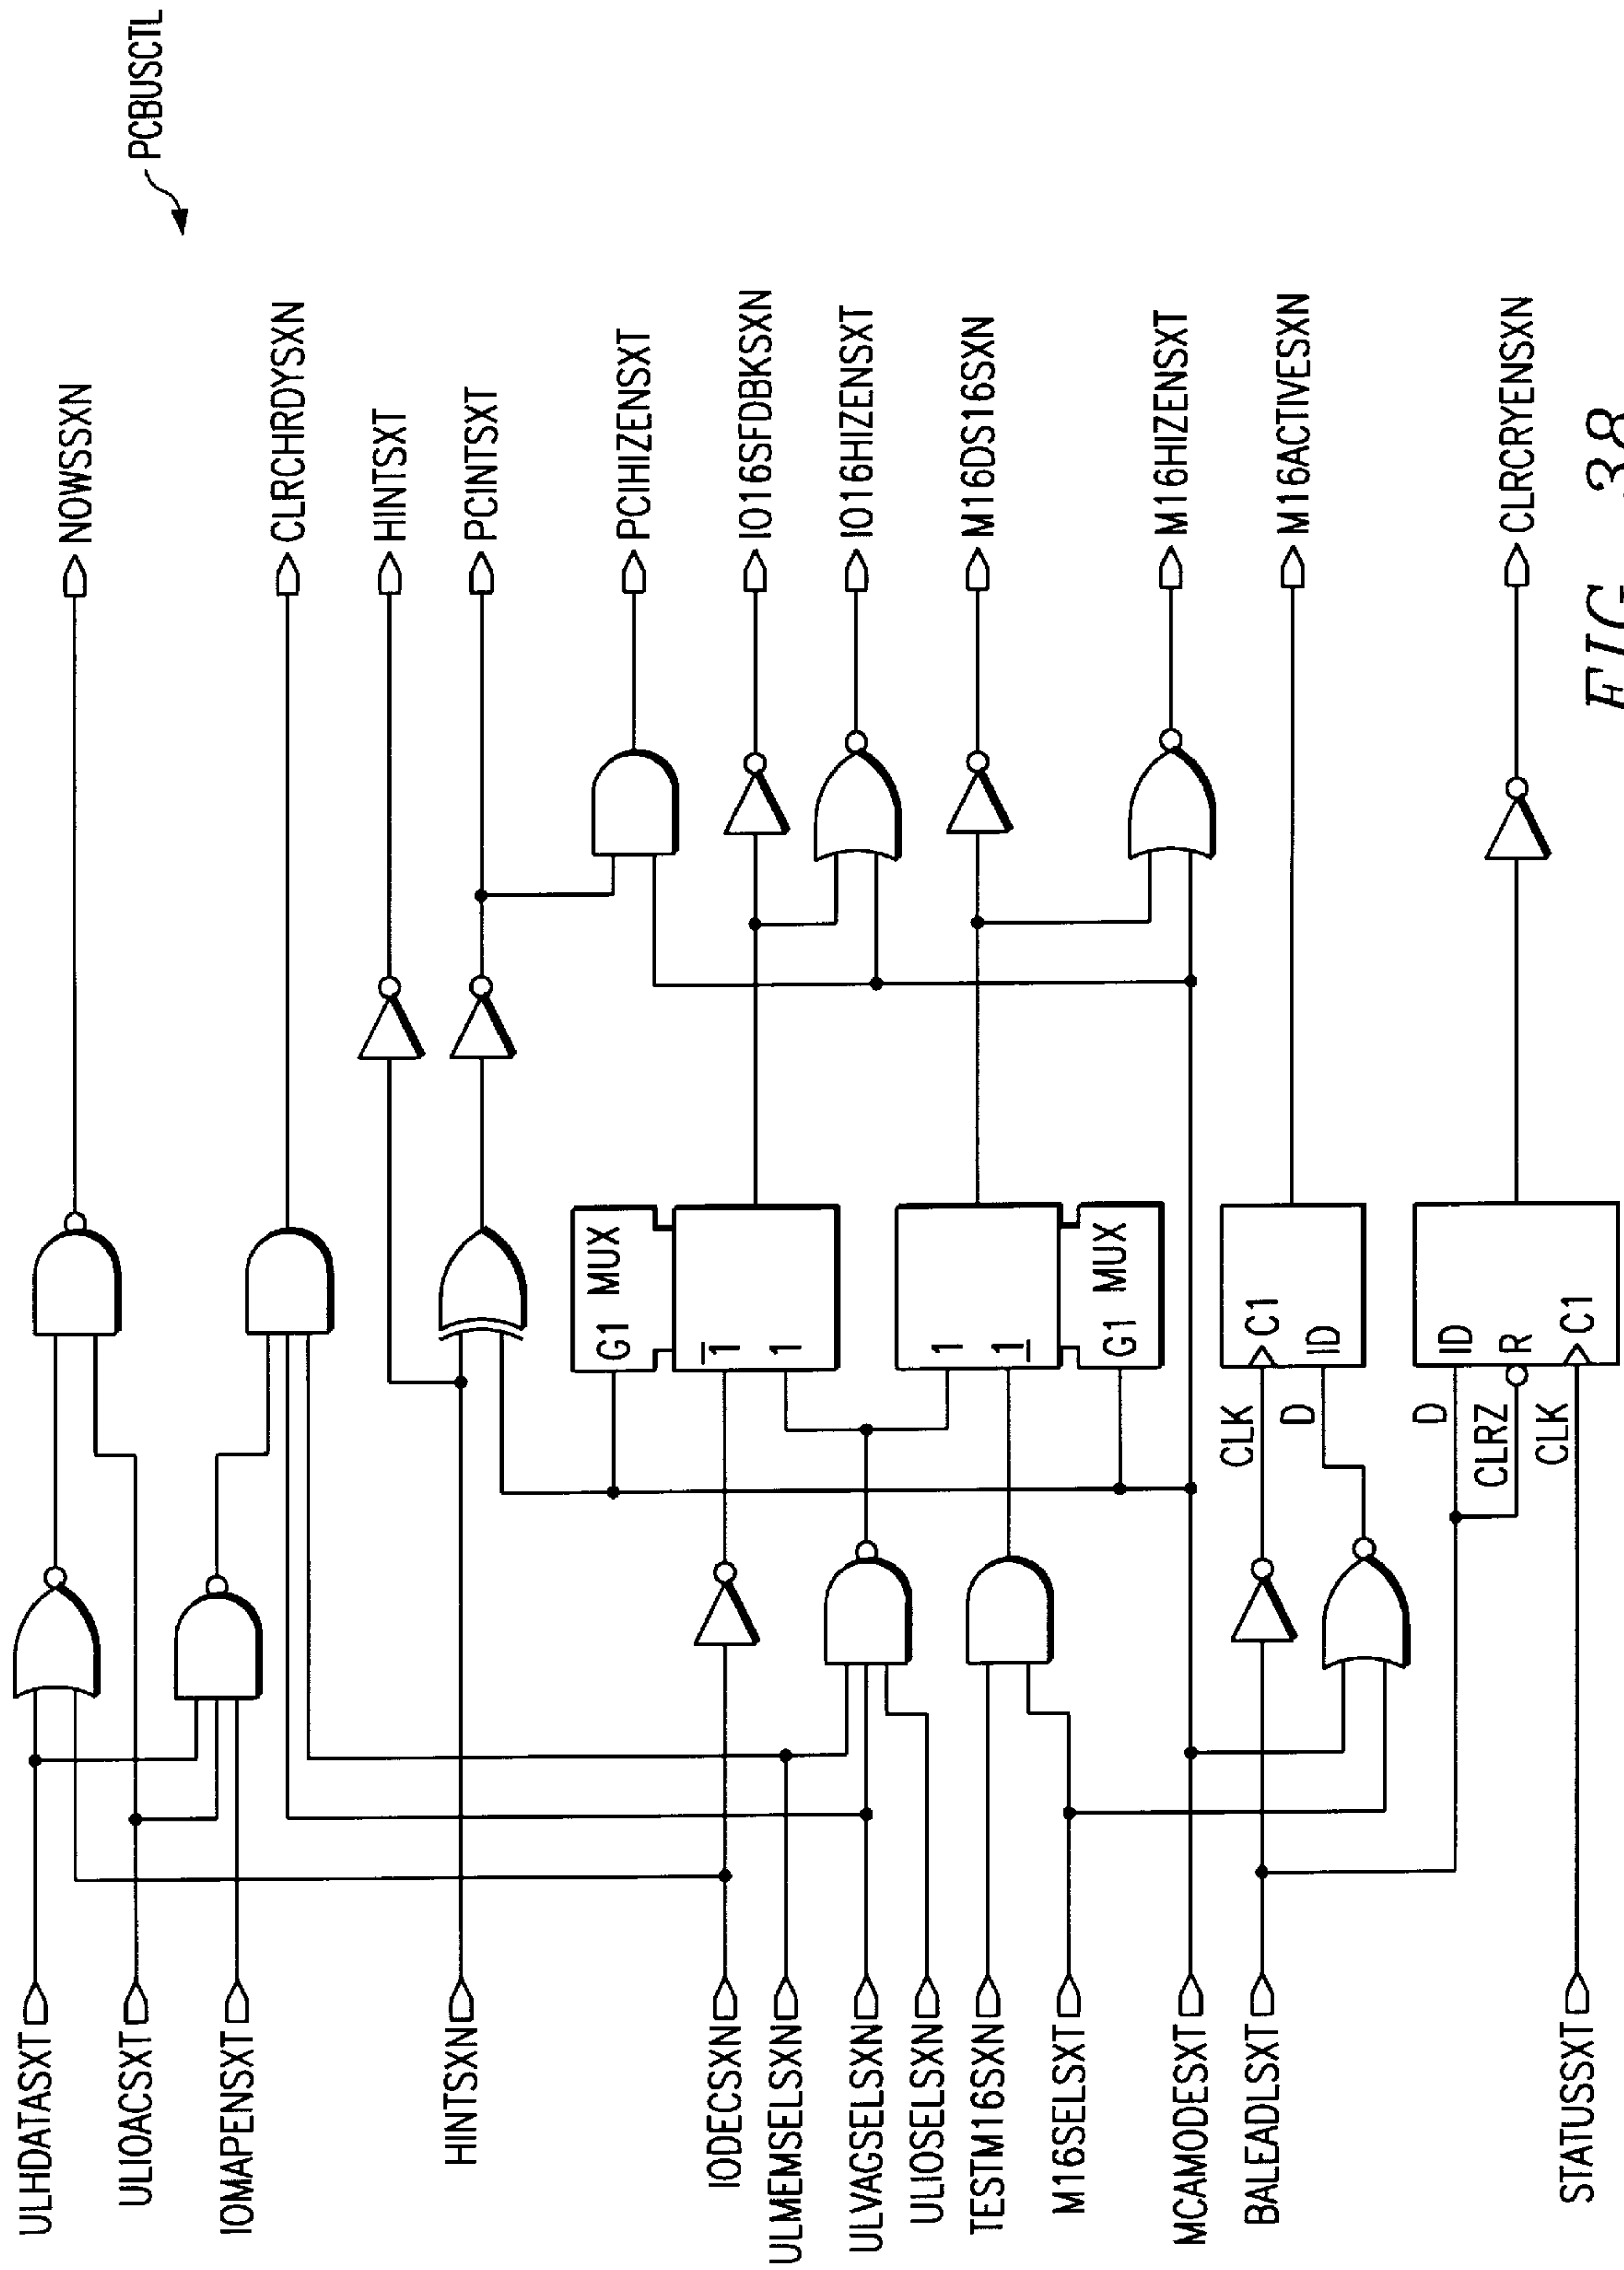 PCBUSCTL
ULHDATASXT
ULIOACSXT
IOMAPENSXT
HINTSXN
IODECSXN
ULMEMSELSXN
ULVAGSELSXN
ULIOSELSXN
TESTM16SXN
M16SELSXT
MCAMODESXT
BALEADLSXT
STATUSSXT
G1 MUX
1
1
1
1
G1 MUX
CLK
C1
D
ID
D
ID
CLRZ
R
CLK
C1
NOWSSXN
CLRCHRDYSXN
HINTSXT
PCINTSXT
PCIHIZENSXT
IO16SFDBKSXN
IO16HIZENSXT
M16DS16SXN
M16HIZENSXT
M16ACTIVESXN
CLRCRYENSXN
FIG. 38